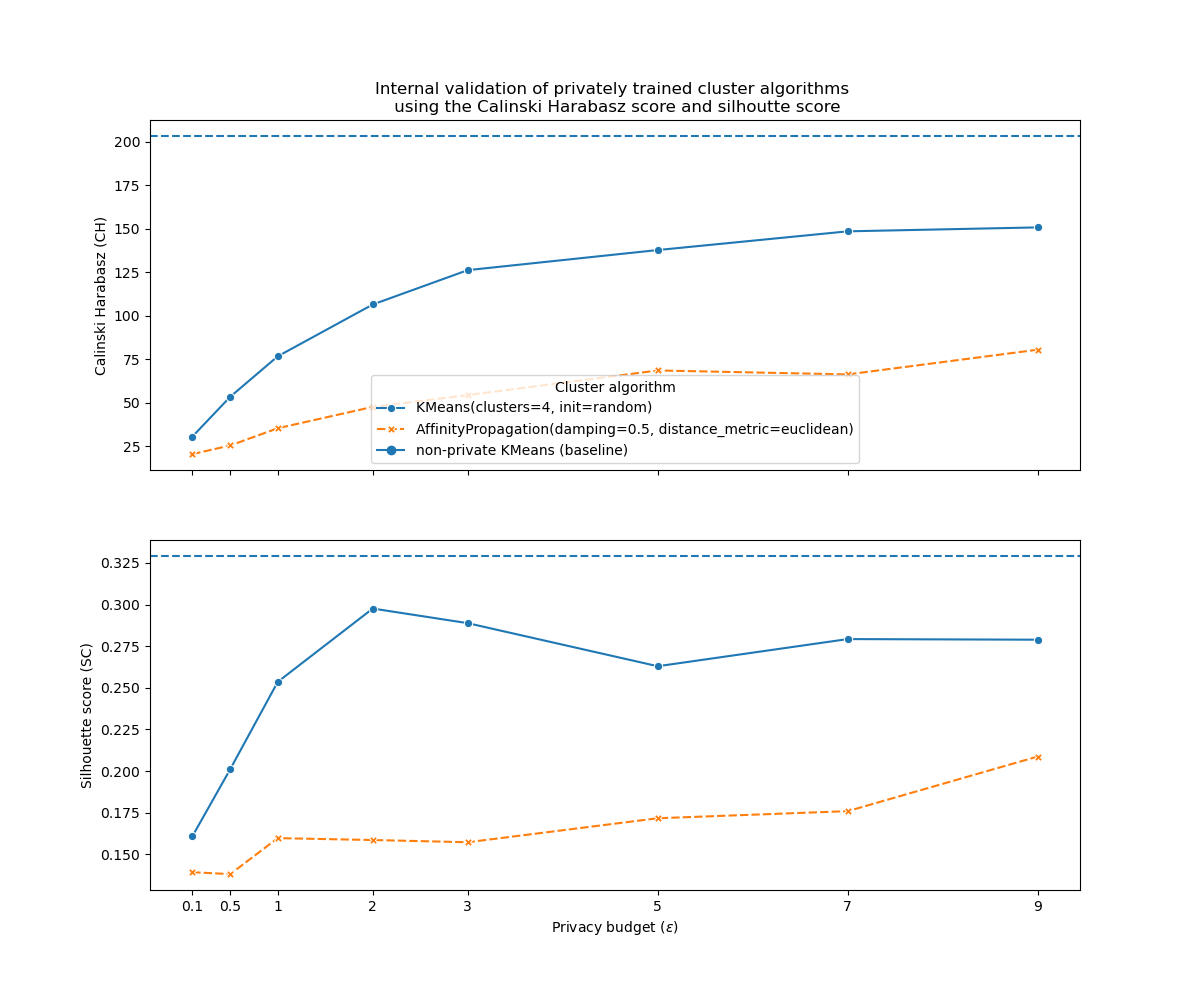 Internal validation of privately trained cluster algorithms
using the Calinski Harabasz score and silhoutte score
200
175
150
125
100
75
50
25
Calinski Harabasz (CH)
Cluster algorithm
KMeans(clusters=4, init=random)
AffinityPropagation(damping=0.5, distance_metric=euclidean)
non-private KMeans (baseline)
0.325
0.300
0.275
0.250
0.225
0.200
0.175
0.150
Silhouette score (SC)
0.1 0.5 1 2 3 5 7 9
Privacy budget (ε)